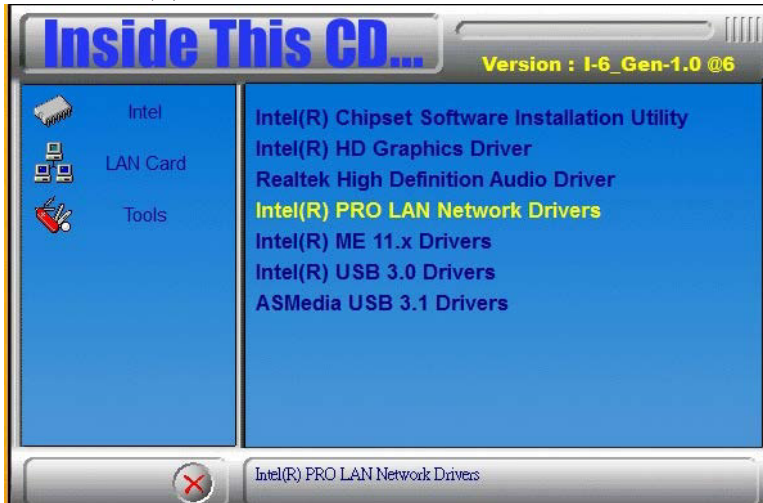 Inside This CD...
Version : I-6_Gen-1.0 @6
Intel
LAN Card
Tools
Intel(R) Chipset Software Installation Utility
Intel(R) HD Graphics Driver
Realtek High Definition Audio Driver
Intel(R) PRO LAN Network Drivers
Intel(R) ME 11.x Drivers
Intel(R) USB 3.0 Drivers
ASMedia USB 3.1 Drivers
Intel(R) PRO LAN Network Drivers